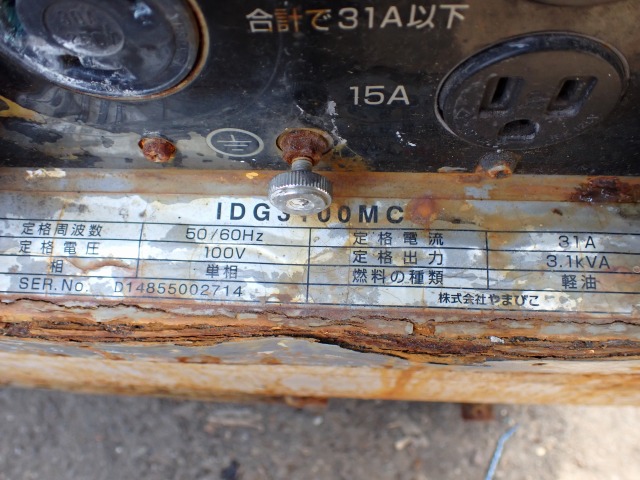 合計で31A以下
15A
IDG3100MC
定格周波数 50/60Hz 定格電流 31A
定格電圧 100V 定格出力 3.1kVA
相 単相 燃料の種類 軽油
SER.No. D14855002714 株式会社やまびこ